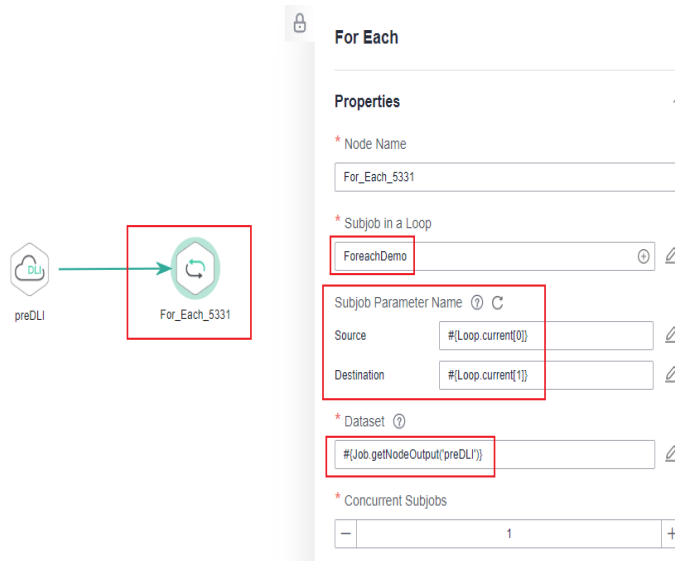 For Each
Properties
* Node Name
For_Each_5331
* Subjob in a Loop
ForeachDemo
Subjob Parameter Name
Source #{Loop.current[0]}
Destination #{Loop.current[1]}
* Dataset
#{Job.getNodeOutput('preDLI')}
* Concurrent Subjobs
1
DLI
preDLI
For_Each_5331